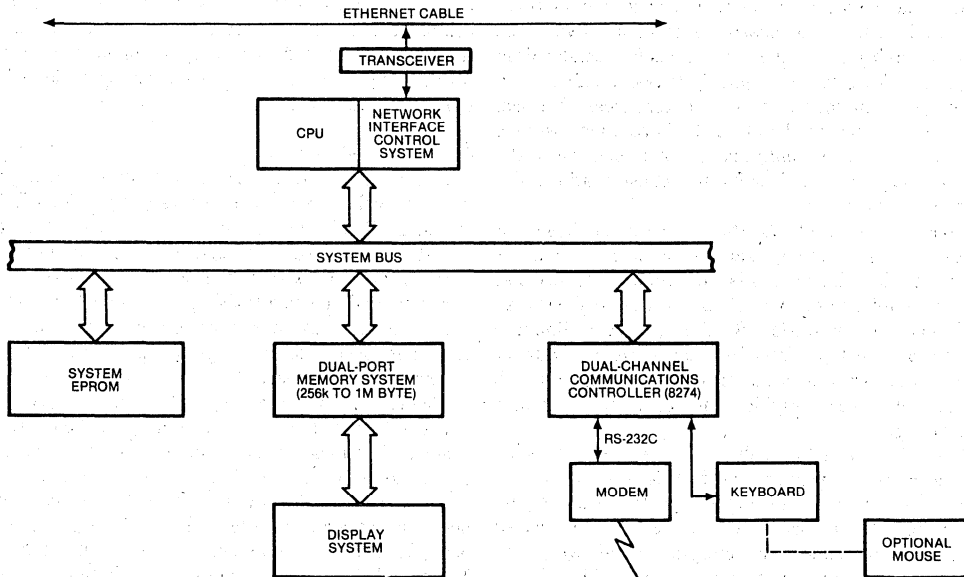 ETHERNET CABLE
TRANSCEIVER
CPU
NETWORK
INTERFACE
CONTROL
SYSTEM
SYSTEM BUS
SYSTEM
EPROM
DUAL-PORT
MEMORY SYSTEM
(256k TO 1M BYTE)
DUAL-CHANNEL
COMMUNICATIONS
CONTROLLER (8274)
RS-232C
MODEM
KEYBOARD
DISPLAY
SYSTEM
OPTIONAL
MOUSE